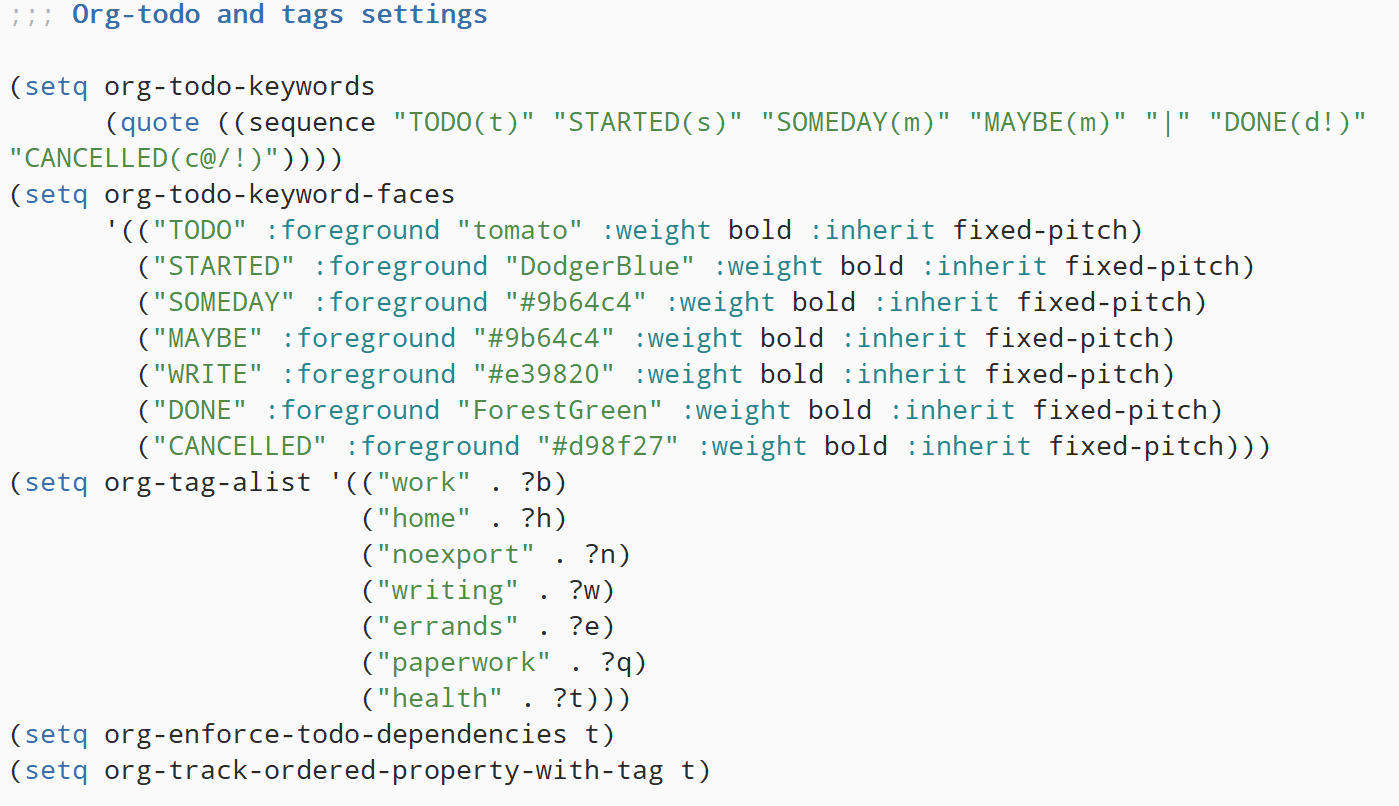 ;;; Org-todo and tags settings

(setq org-todo-keywords
      (quote ((sequence "TODO(t)" "STARTED(s)" "SOMEDAY(m)" "MAYBE(m)" "|" "DONE(d!)"
"CANCELLED(c@/!)"))))
(setq org-todo-keyword-faces
      '(("TODO" :foreground "tomato" :weight bold :inherit fixed-pitch)
        ("STARTED" :foreground "DodgerBlue" :weight bold :inherit fixed-pitch)
        ("SOMEDAY" :foreground "#9b64c4" :weight bold :inherit fixed-pitch)
        ("MAYBE" :foreground "#9b64c4" :weight bold :inherit fixed-pitch)
        ("WRITE" :foreground "#e39820" :weight bold :inherit fixed-pitch)
        ("DONE" :foreground "ForestGreen" :weight bold :inherit fixed-pitch)
        ("CANCELLED" :foreground "#d98f27" :weight bold :inherit fixed-pitch)))
(setq org-tag-alist '(("work" . ?b)
                      ("home" . ?h)
                      ("noexport" . ?n)
                      ("writing" . ?w)
                      ("errands" . ?e)
                      ("paperwork" . ?q)
                      ("health" . ?t)))
(setq org-enforce-todo-dependencies t)
(setq org-track-ordered-property-with-tag t)